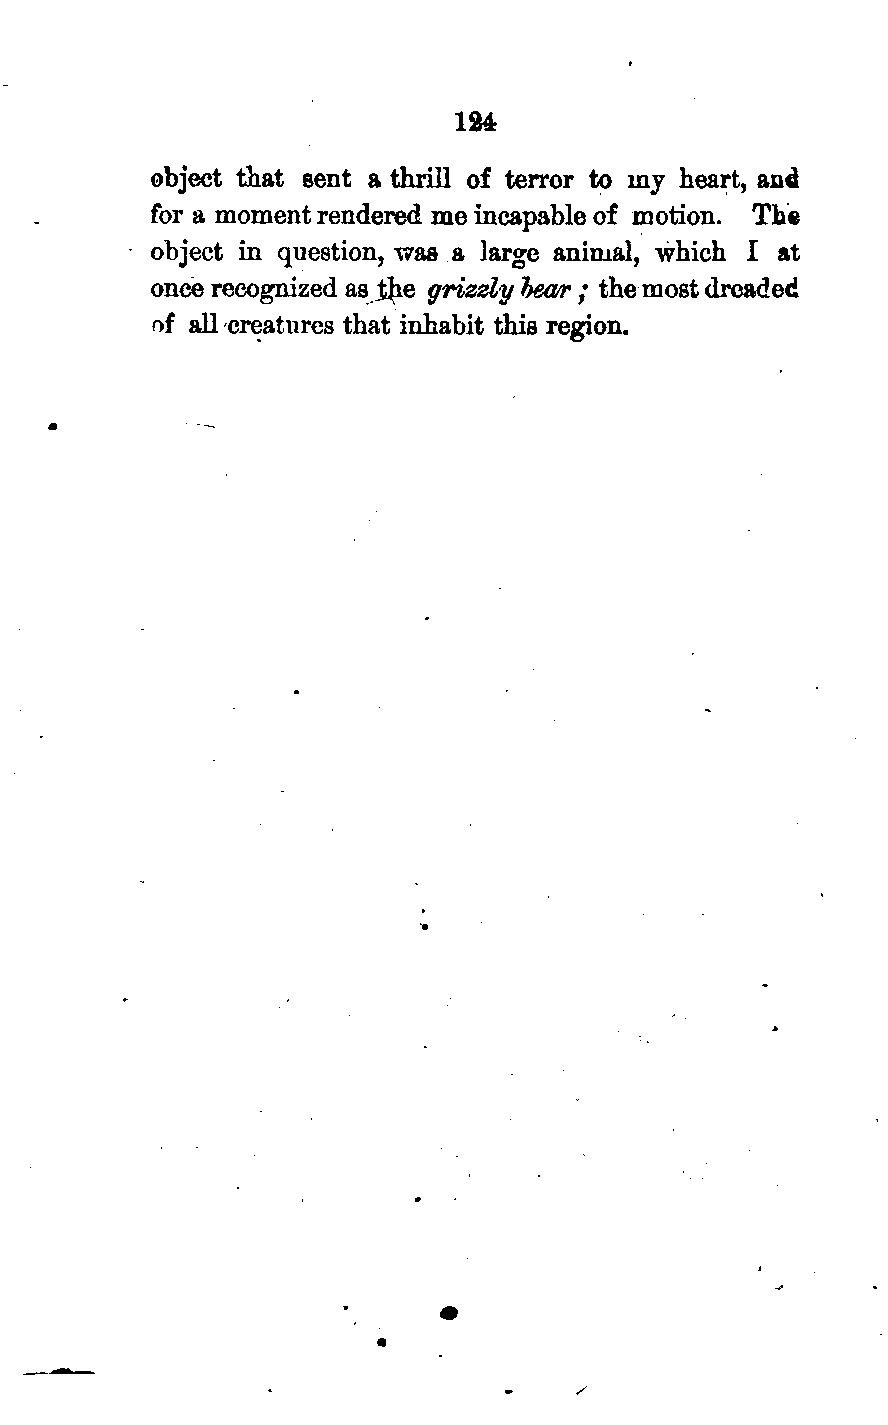 124
object that sent a thrill of terror to my heart, and
for a moment rendered me incapable of motion. The
object in question, was a large animal, which I at
once recognized as the grizzly bear ; the most dreaded
of all creatures that inhabit this region.